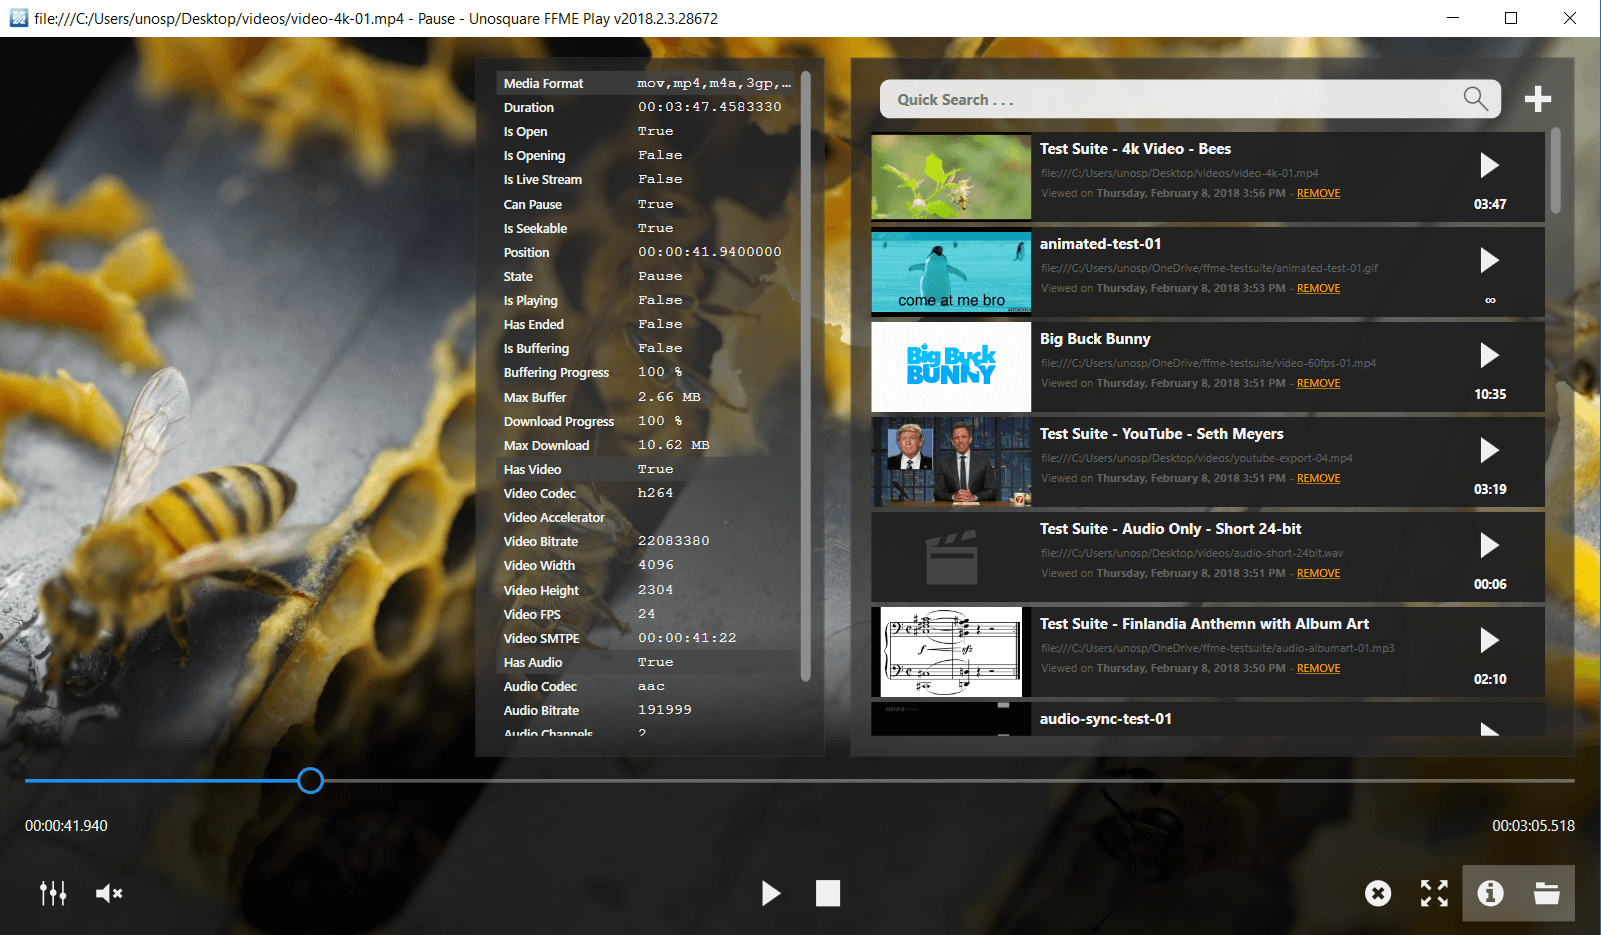 file:///C:/Users/unosp/Desktop/videos/video-4k-01.mp4 - Pause - Unosquare FFME Play v2018.2.3.28672
Media Format mov,mp4,m4a,3gp,...
Duration 00:03:47.4583330
Is Open True
Is Opening False
Is Live Stream False
Can Pause True
Is Seekable True
Position 00:00:41.9400000
State Pause
Is Playing False
Has Ended False
Is Buffering False
Buffering Progress 100 %
Max Buffer 2.66 MB
Download Progress 100 %
Max Download 10.62 MB
Has Video True
Video Codec h264
Video Accelerator
Video Bitrate 22083380
Video Width 4096
Video Height 2304
Video FPS 24
Video SMTPE 00:00:41:22
Has Audio True
Audio Codec aac
Audio Bitrate 191999
Audio Channels 2
Quick Search . . .
Test Suite - 4k Video - Bees
file:///C:/Users/unosp/Desktop/videos/video-4k-01.mp4
Viewed on Thursday, February 8, 2018 3:56 PM - REMOVE
03:47
come at me bro
animated-test-01
file:///C:/Users/unosp/OneDrive/ffme-testsuite/animated-test-01.gif
Viewed on Thursday, February 8, 2018 3:53 PM - REMOVE
∞
Big Buck
BUNNY
Big Buck Bunny
file:///C:/Users/unosp/OneDrive/ffme-testsuite/video-60fps-01.mp4
Viewed on Thursday, February 8, 2018 3:51 PM - REMOVE
10:35
Test Suite - YouTube - Seth Meyers
file:///C:/Users/unosp/Desktop/videos/youtube-export-04.mp4
Viewed on Thursday, February 8, 2018 3:51 PM - REMOVE
03:19
Test Suite - Audio Only - Short 24-bit
file:///C:/Users/unosp/Desktop/videos/audio-short-24bit.wav
Viewed on Thursday, February 8, 2018 3:51 PM - REMOVE
00:06
Test Suite - Finlandia Anthemn with Album Art
file:///C:/Users/unosp/OneDrive/ffme-testsuite/audio-albumart-01.mp3
Viewed on Thursday, February 8, 2018 3:50 PM - REMOVE
02:10
audio-sync-test-01
00:00:41.940
00:03:05.518